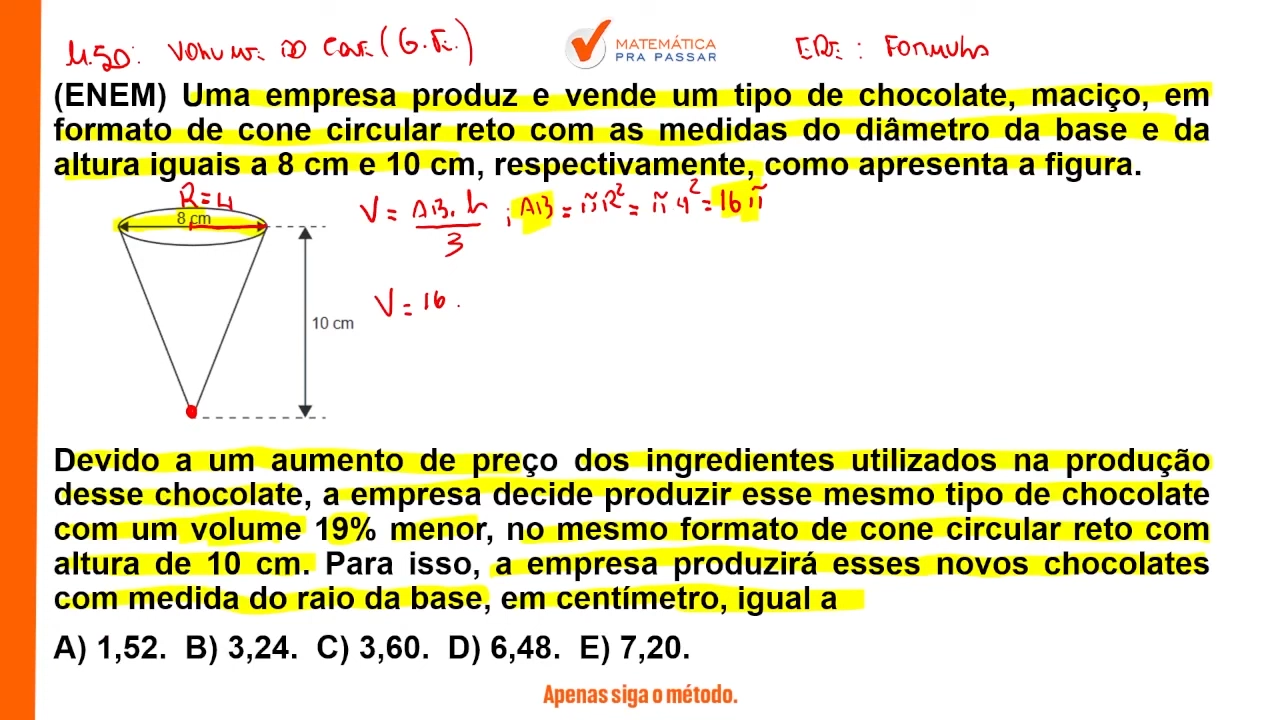 M.SD: VOLUME DO CONE (G.E.)
MATEMÁTICA
PRA PASSAR
: FORMULAS
(ENEM) Uma empresa produz e vende um tipo de chocolate, maciço, em
formato de cone circular reto com as medidas do diâmetro da base e da
altura iguais a 8 cm e 10 cm, respectivamente, como apresenta a figura.
R=4
8 cm
V = AB.h / 3 ; AB = πR² = π4² = 16π
V = 16 .
10 cm
Devido a um aumento de preço dos ingredientes utilizados na produção
desse chocolate, a empresa decide produzir esse mesmo tipo de chocolate
com um volume 19% menor, no mesmo formato de cone circular reto com
altura de 10 cm. Para isso, a empresa produzirá esses novos chocolates
com medida do raio da base, em centímetro, igual a
A) 1,52. B) 3,24. C) 3,60. D) 6,48. E) 7,20.
Apenas siga o método.